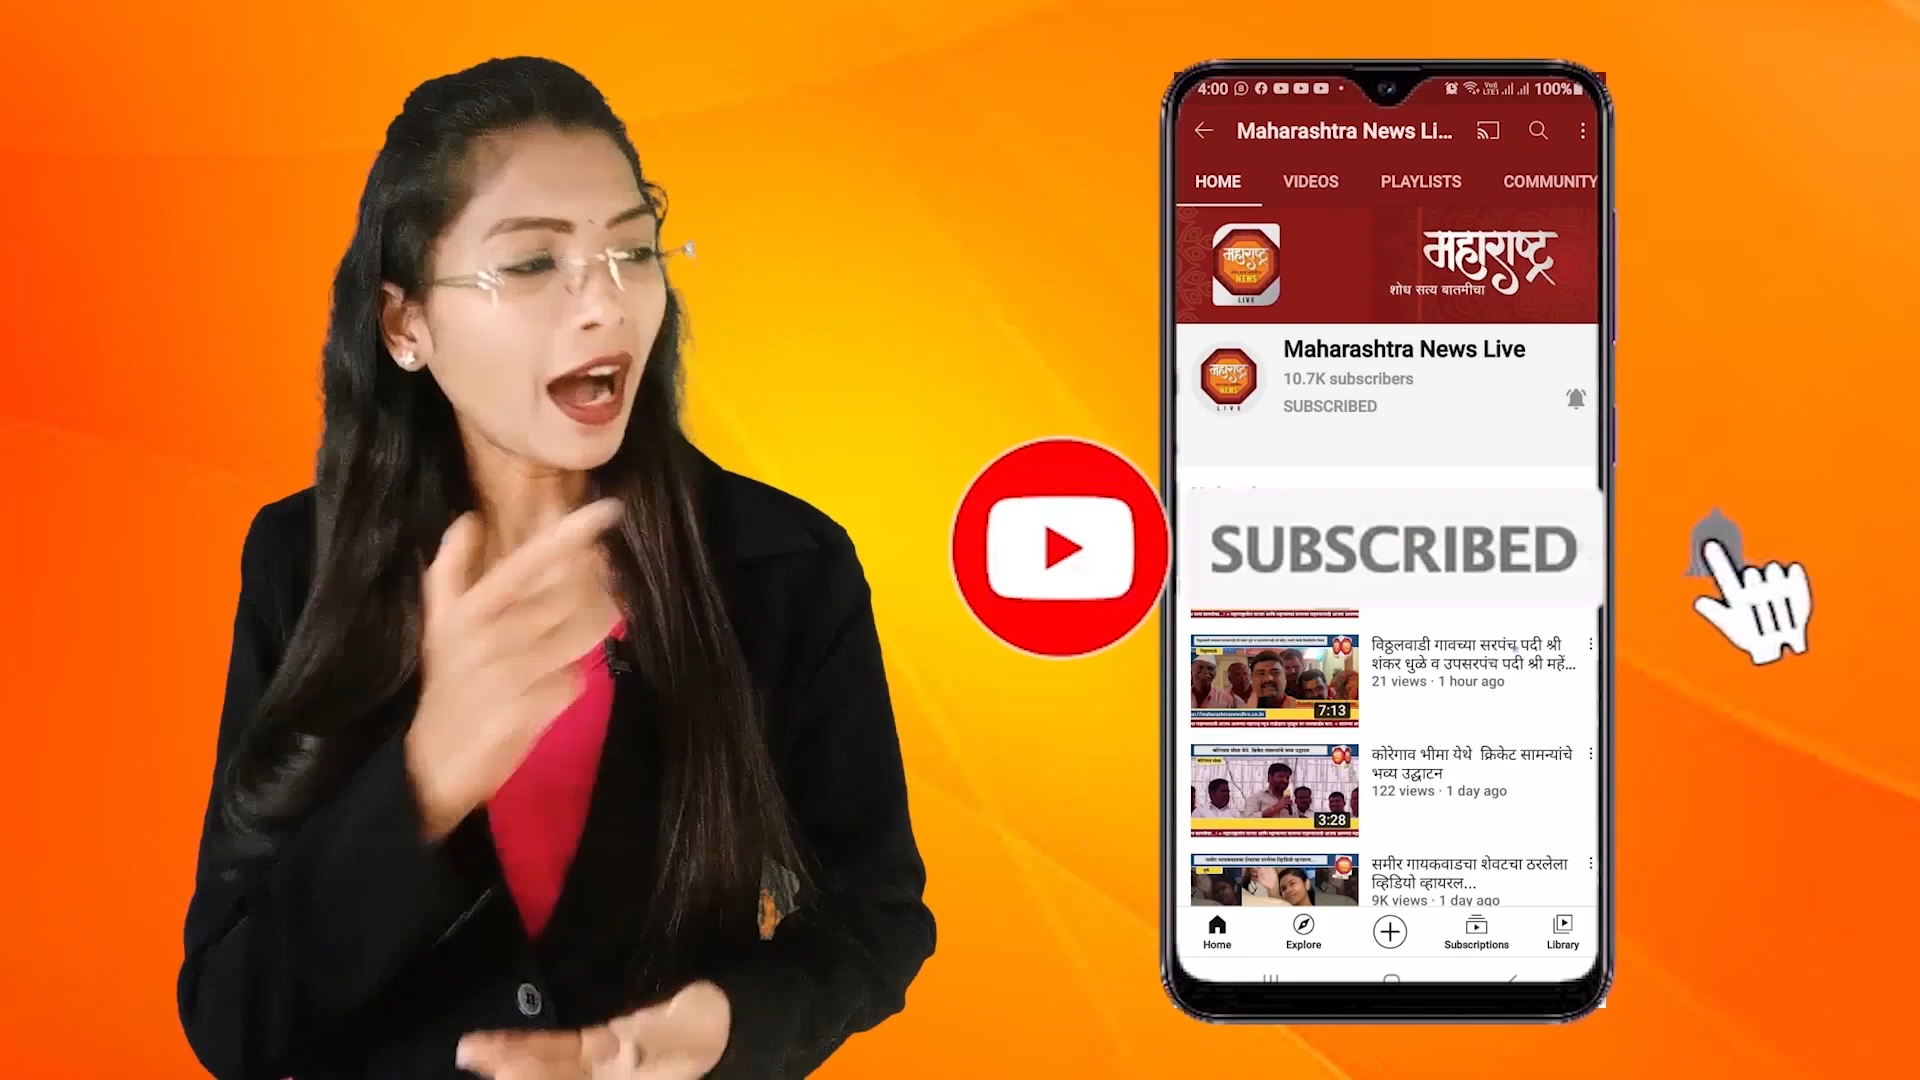 4:00
100%
Maharashtra News Li...
HOME VIDEOS PLAYLISTS COMMUNITY
महाराष्ट्र
NEWS
LIVE
महाराष्ट्र
शोध सत्य बातमीचा
Maharashtra News Live
10.7K subscribers
SUBSCRIBED
महाराष्ट्र
NEWS
LIVE
SUBSCRIBED
विठ्ठलवाडी गावच्या सरपंच पदी श्री
शंकर धुळे व उपसरपंच पदी श्री महें...
21 views · 1 hour ago
7:13
कोरेगाव भीमा येथे क्रिकेट सामन्यांचे
भव्य उद्घाटन
122 views · 1 day ago
3:28
समीर गायकवाडचा शेवटचा ठरलेला
व्हिडियो व्हायरल...
9K views · 1 day ago
Home Explore Subscriptions Library